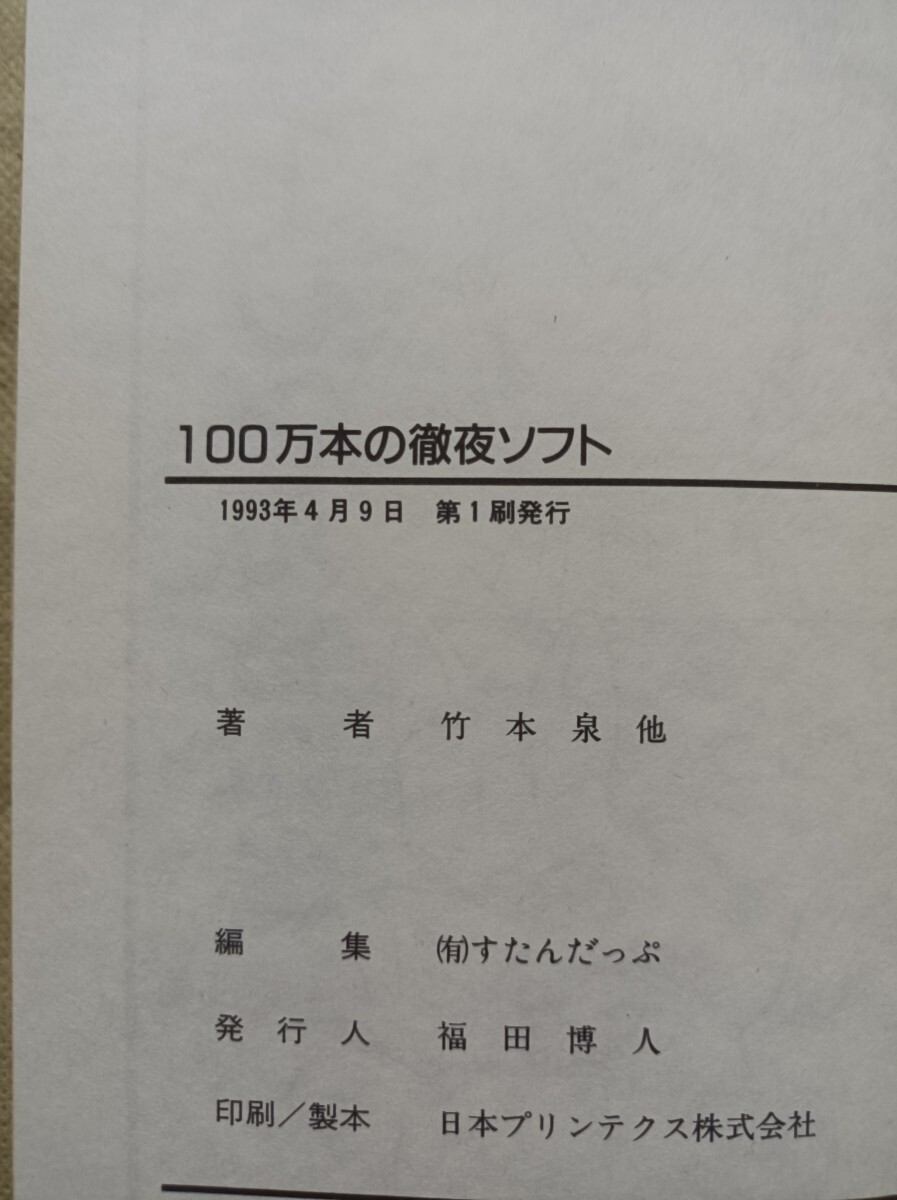 100万本の徹夜ソフト
1993年4月9日 第1刷発行
著者 竹本泉他
編集 ㈲すたんだっぷ
発行人 福田博人
印刷／製本 日本プリンテクス株式会社